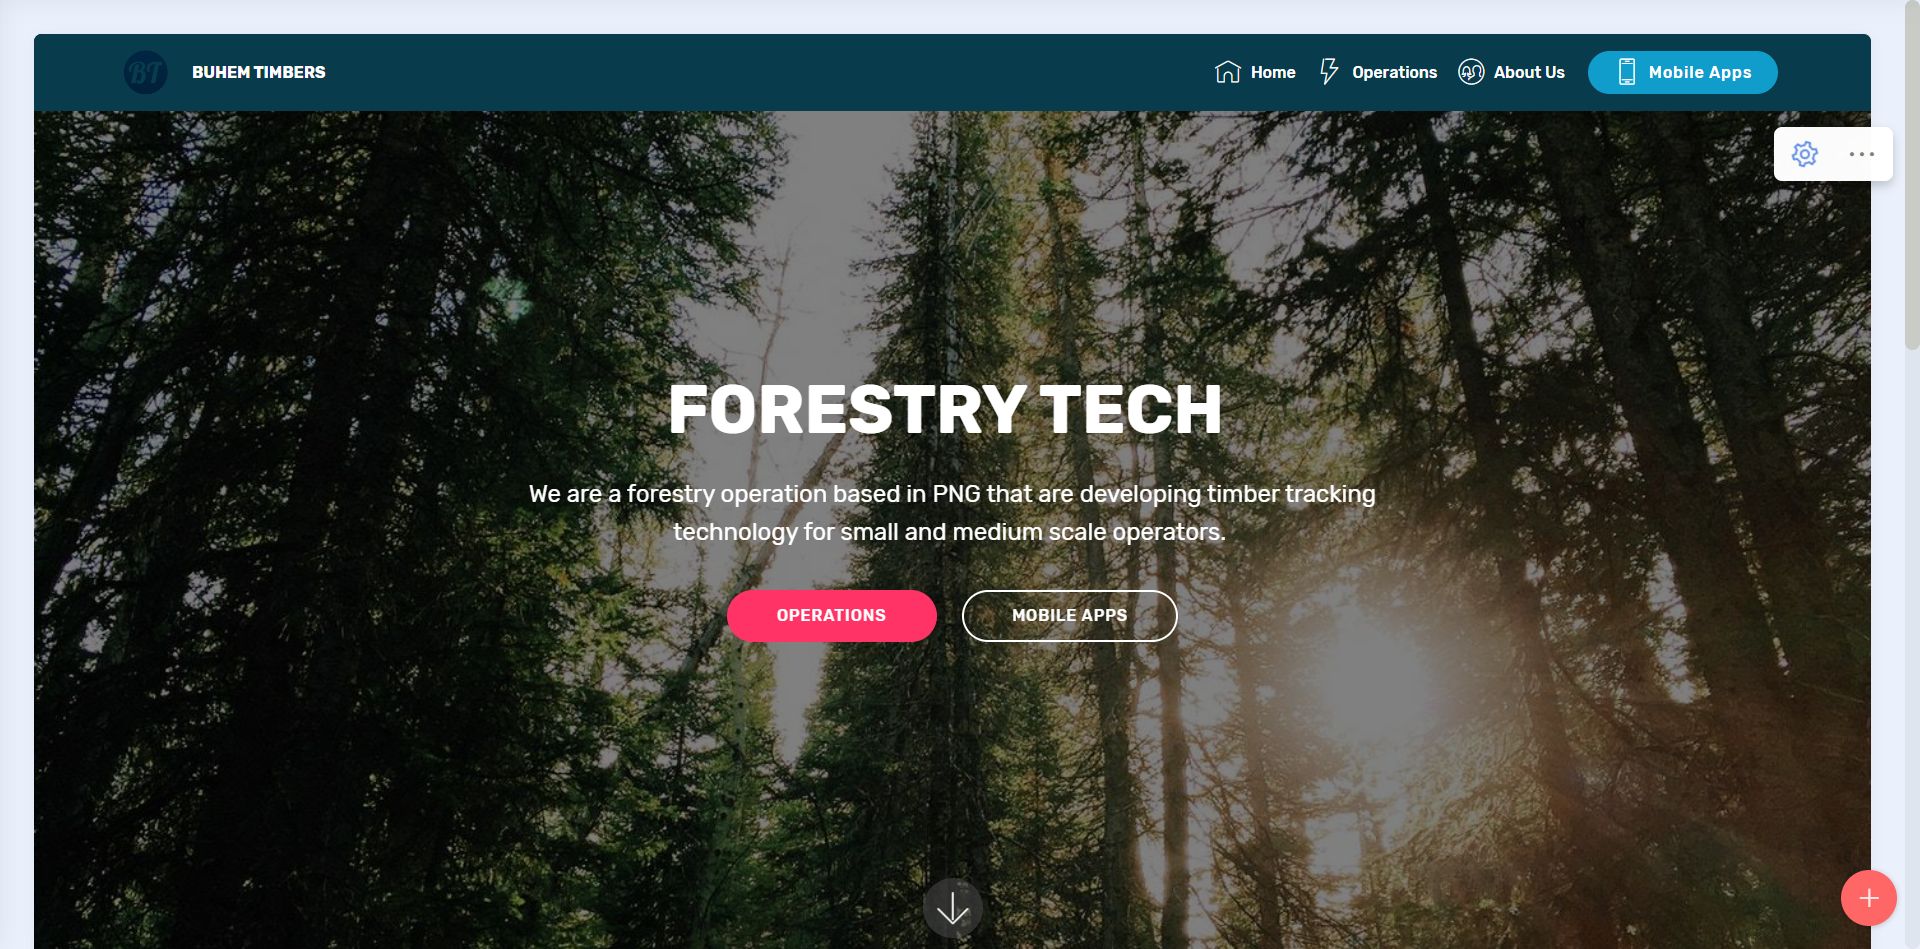 BT
BUHEM TIMBERS
Home
Operations
About Us
Mobile Apps
FORESTRY TECH
We are a forestry operation based in PNG that are developing timber tracking
technology for small and medium scale operators.
OPERATIONS
MOBILE APPS